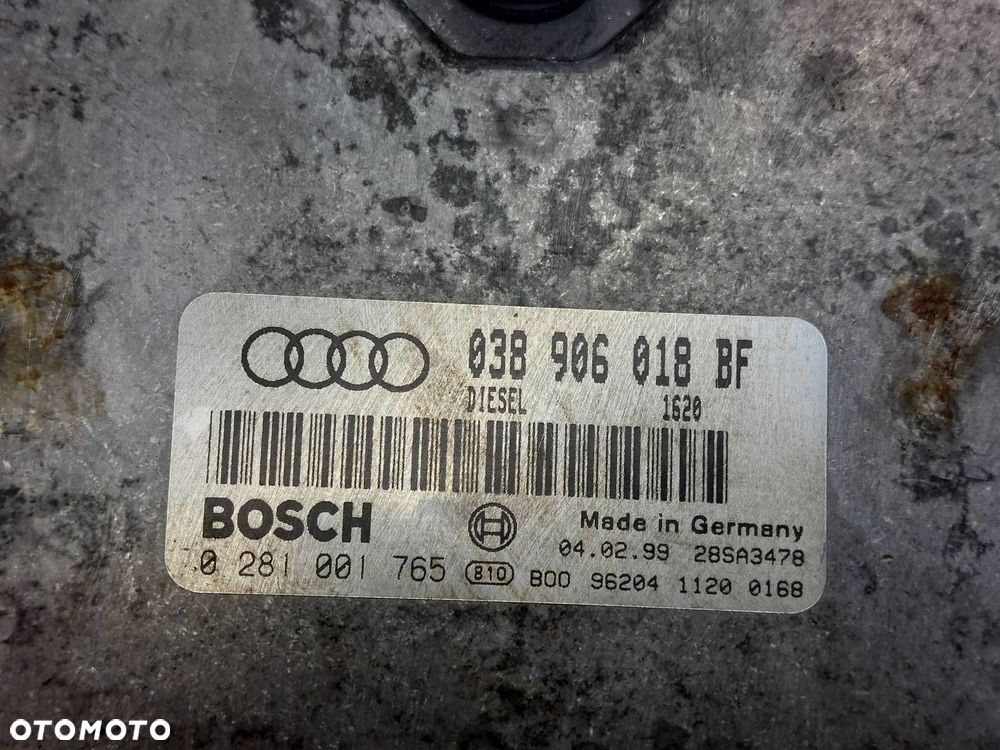 038 906 018 BF
DIESEL 1620
BOSCH
Made in Germany
04.02.99 28SA3478
0 281 001 765 B10 B00 96204 1120 0168
OTOMOTO